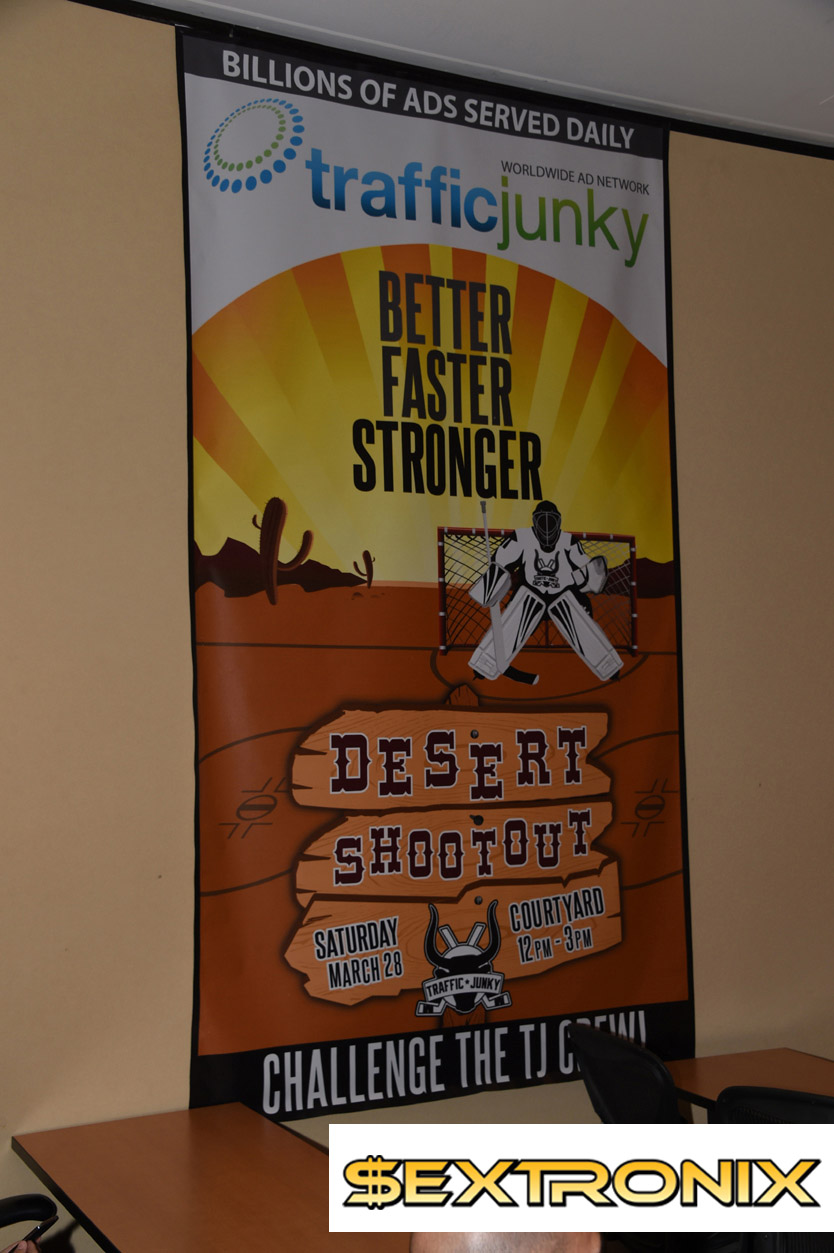 BILLIONS OF ADS SERVED DAILY
WORLDWIDE AD NETWORK
trafficjunky
BETTER
FASTER
STRONGER
DESERT
SHOOTOUT
SATURDAY
MARCH 28
COURTYARD
12PM - 3PM
TRAFFIC★JUNKY
CHALLENGE THE TJ CREW!
$EXTRONIX